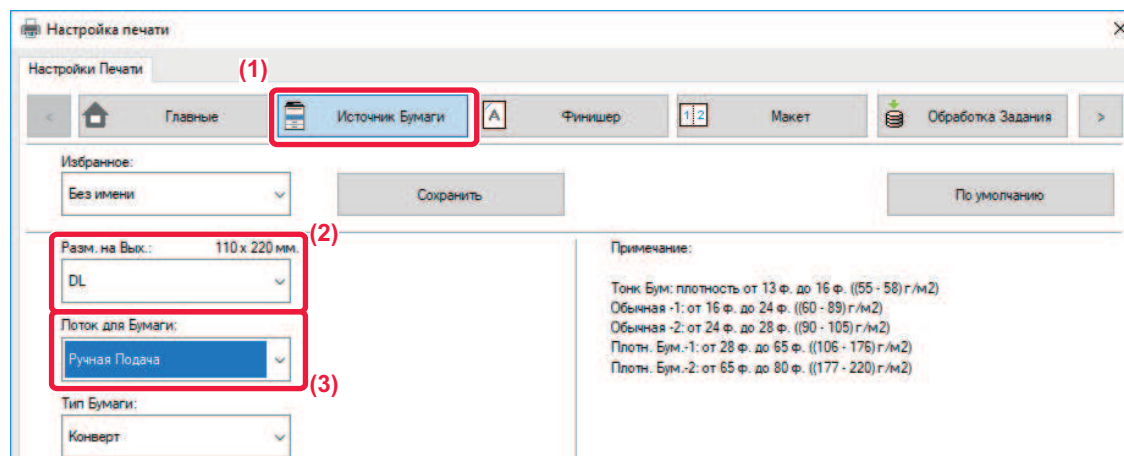 Настройка печати
Настройки Печати
(1)
Главные
Источник Бумаги
Финишер
Макет
Обработка Задания
Избранное:
Без имени
Сохранить
По умолчанию
Разм. на Вых.: 110 x 220 мм.
(2)
DL
Поток для Бумаги:
Ручная Подача
(3)
Тип Бумаги:
Конверт
Примечание:
Тонк Бум: плотность от 13 ф. до 16 ф. ((55 - 58) г/м2)
Обычная -1: от 16 ф. до 24 ф. ((60 - 89) г/м2)
Обычная -2: от 24 ф. до 28 ф. ((90 - 105) г/м2)
Плотн. Бум.-1: от 28 ф. до 65 ф. ((106 - 176) г/м2)
Плотн. Бум.-2: от 65 ф. до 80 ф. ((177 - 220) г/м2)